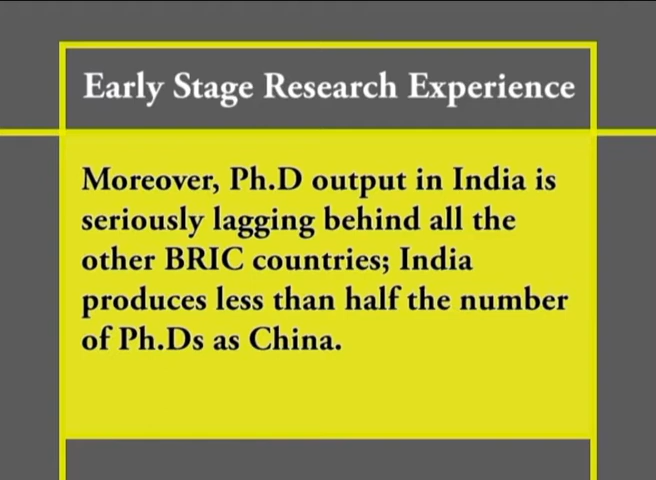 Early Stage Research Experience
Moreover, Ph.D output in India is
seriously lagging behind all the
other BRIC countries; India
produces less than half the number
of Ph.Ds as China.